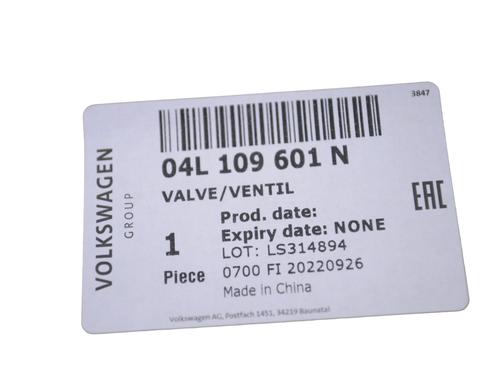 3847
04L 109 601 N
VALVE/VENTIL
Prod. date:
Expiry date: NONE
LOT: LS314894
1
Piece
0700 FI 20220926
Made in China
VOLKSWAGEN
GROUP
EAC
Volkswagen AG, Postfach 1451, 34219 Baunatal